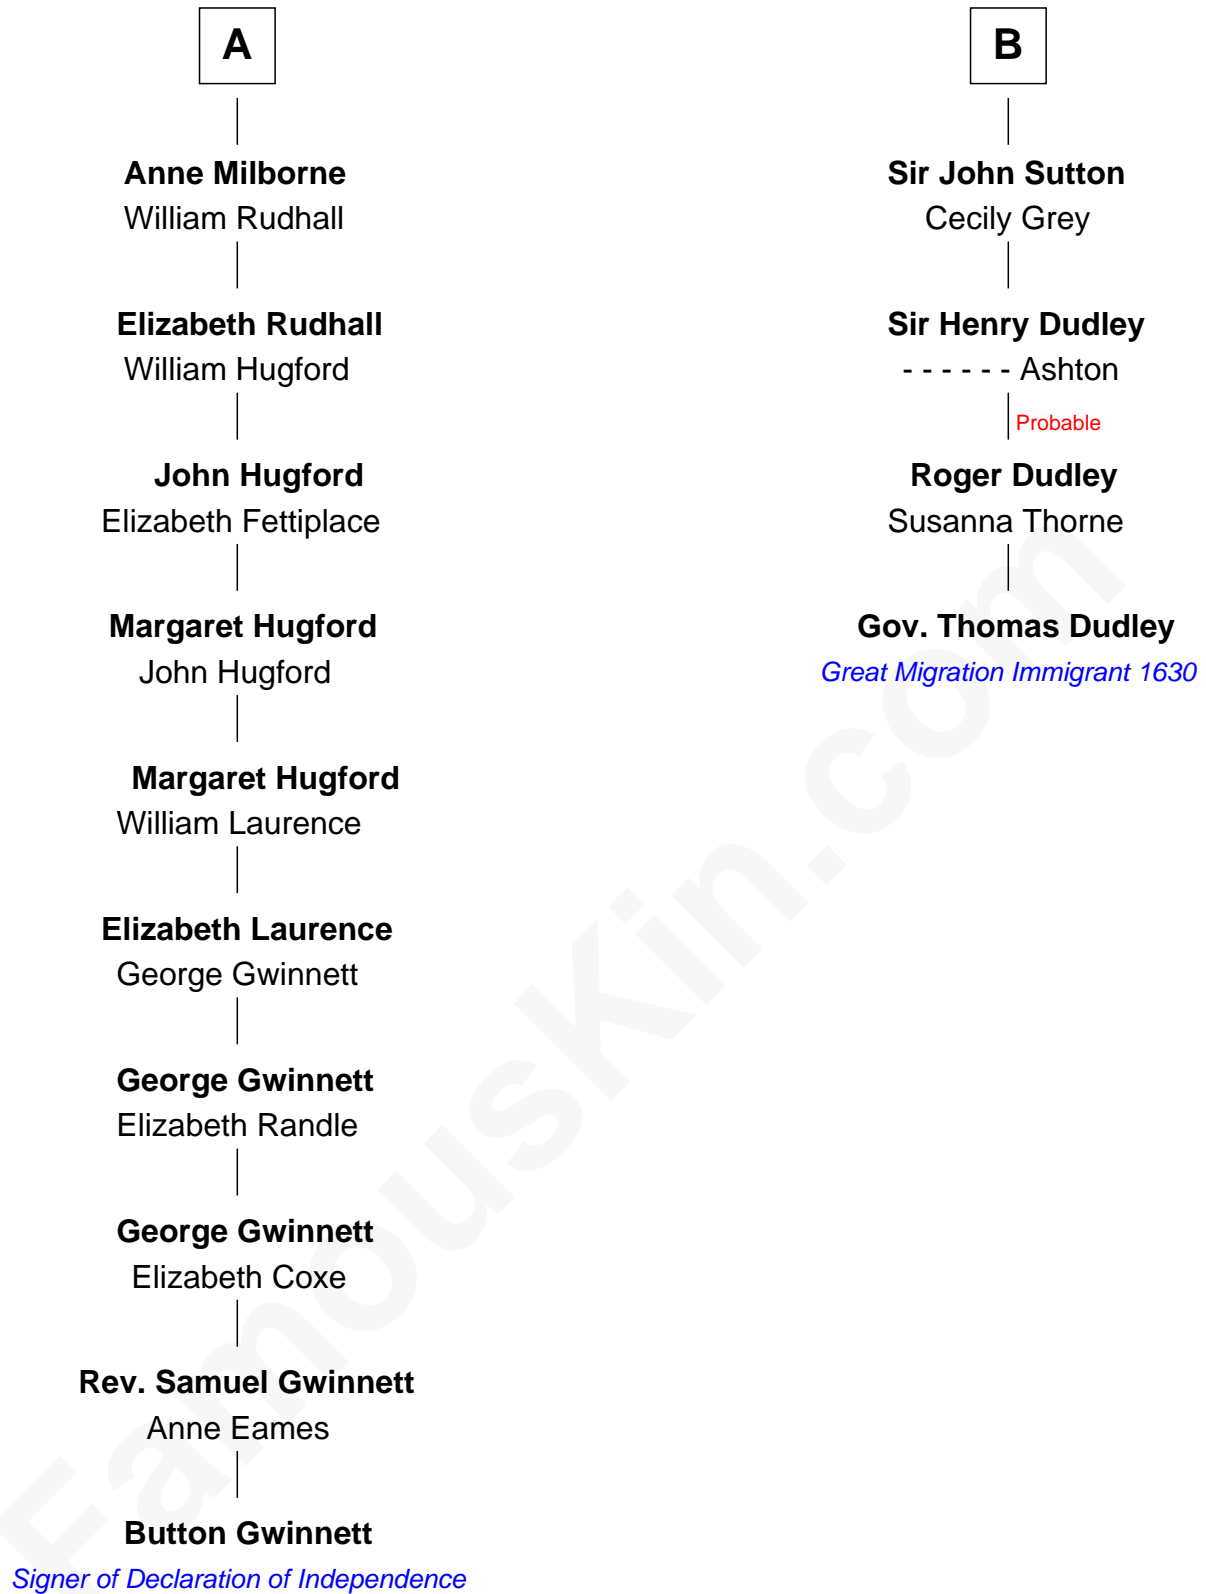 A
Anne Milborne
William Rudhall
Elizabeth Rudhall
William Hugford
John Hugford
Elizabeth Fettiplace
Margaret Hugford
John Hugford
Margaret Hugford
William Laurence
Elizabeth Laurence
George Gwinnett
George Gwinnett
Elizabeth Randle
George Gwinnett
Elizabeth Coxe
Rev. Samuel Gwinnett
Anne Eames
Button Gwinnett
Signer of Declaration of Independence
B
Sir John Sutton
Cecily Grey
Sir Henry Dudley
- - - - - - Ashton
Probable
Roger Dudley
Susanna Thorne
Gov. Thomas Dudley
Great Migration Immigrant 1630
FamousKin.com